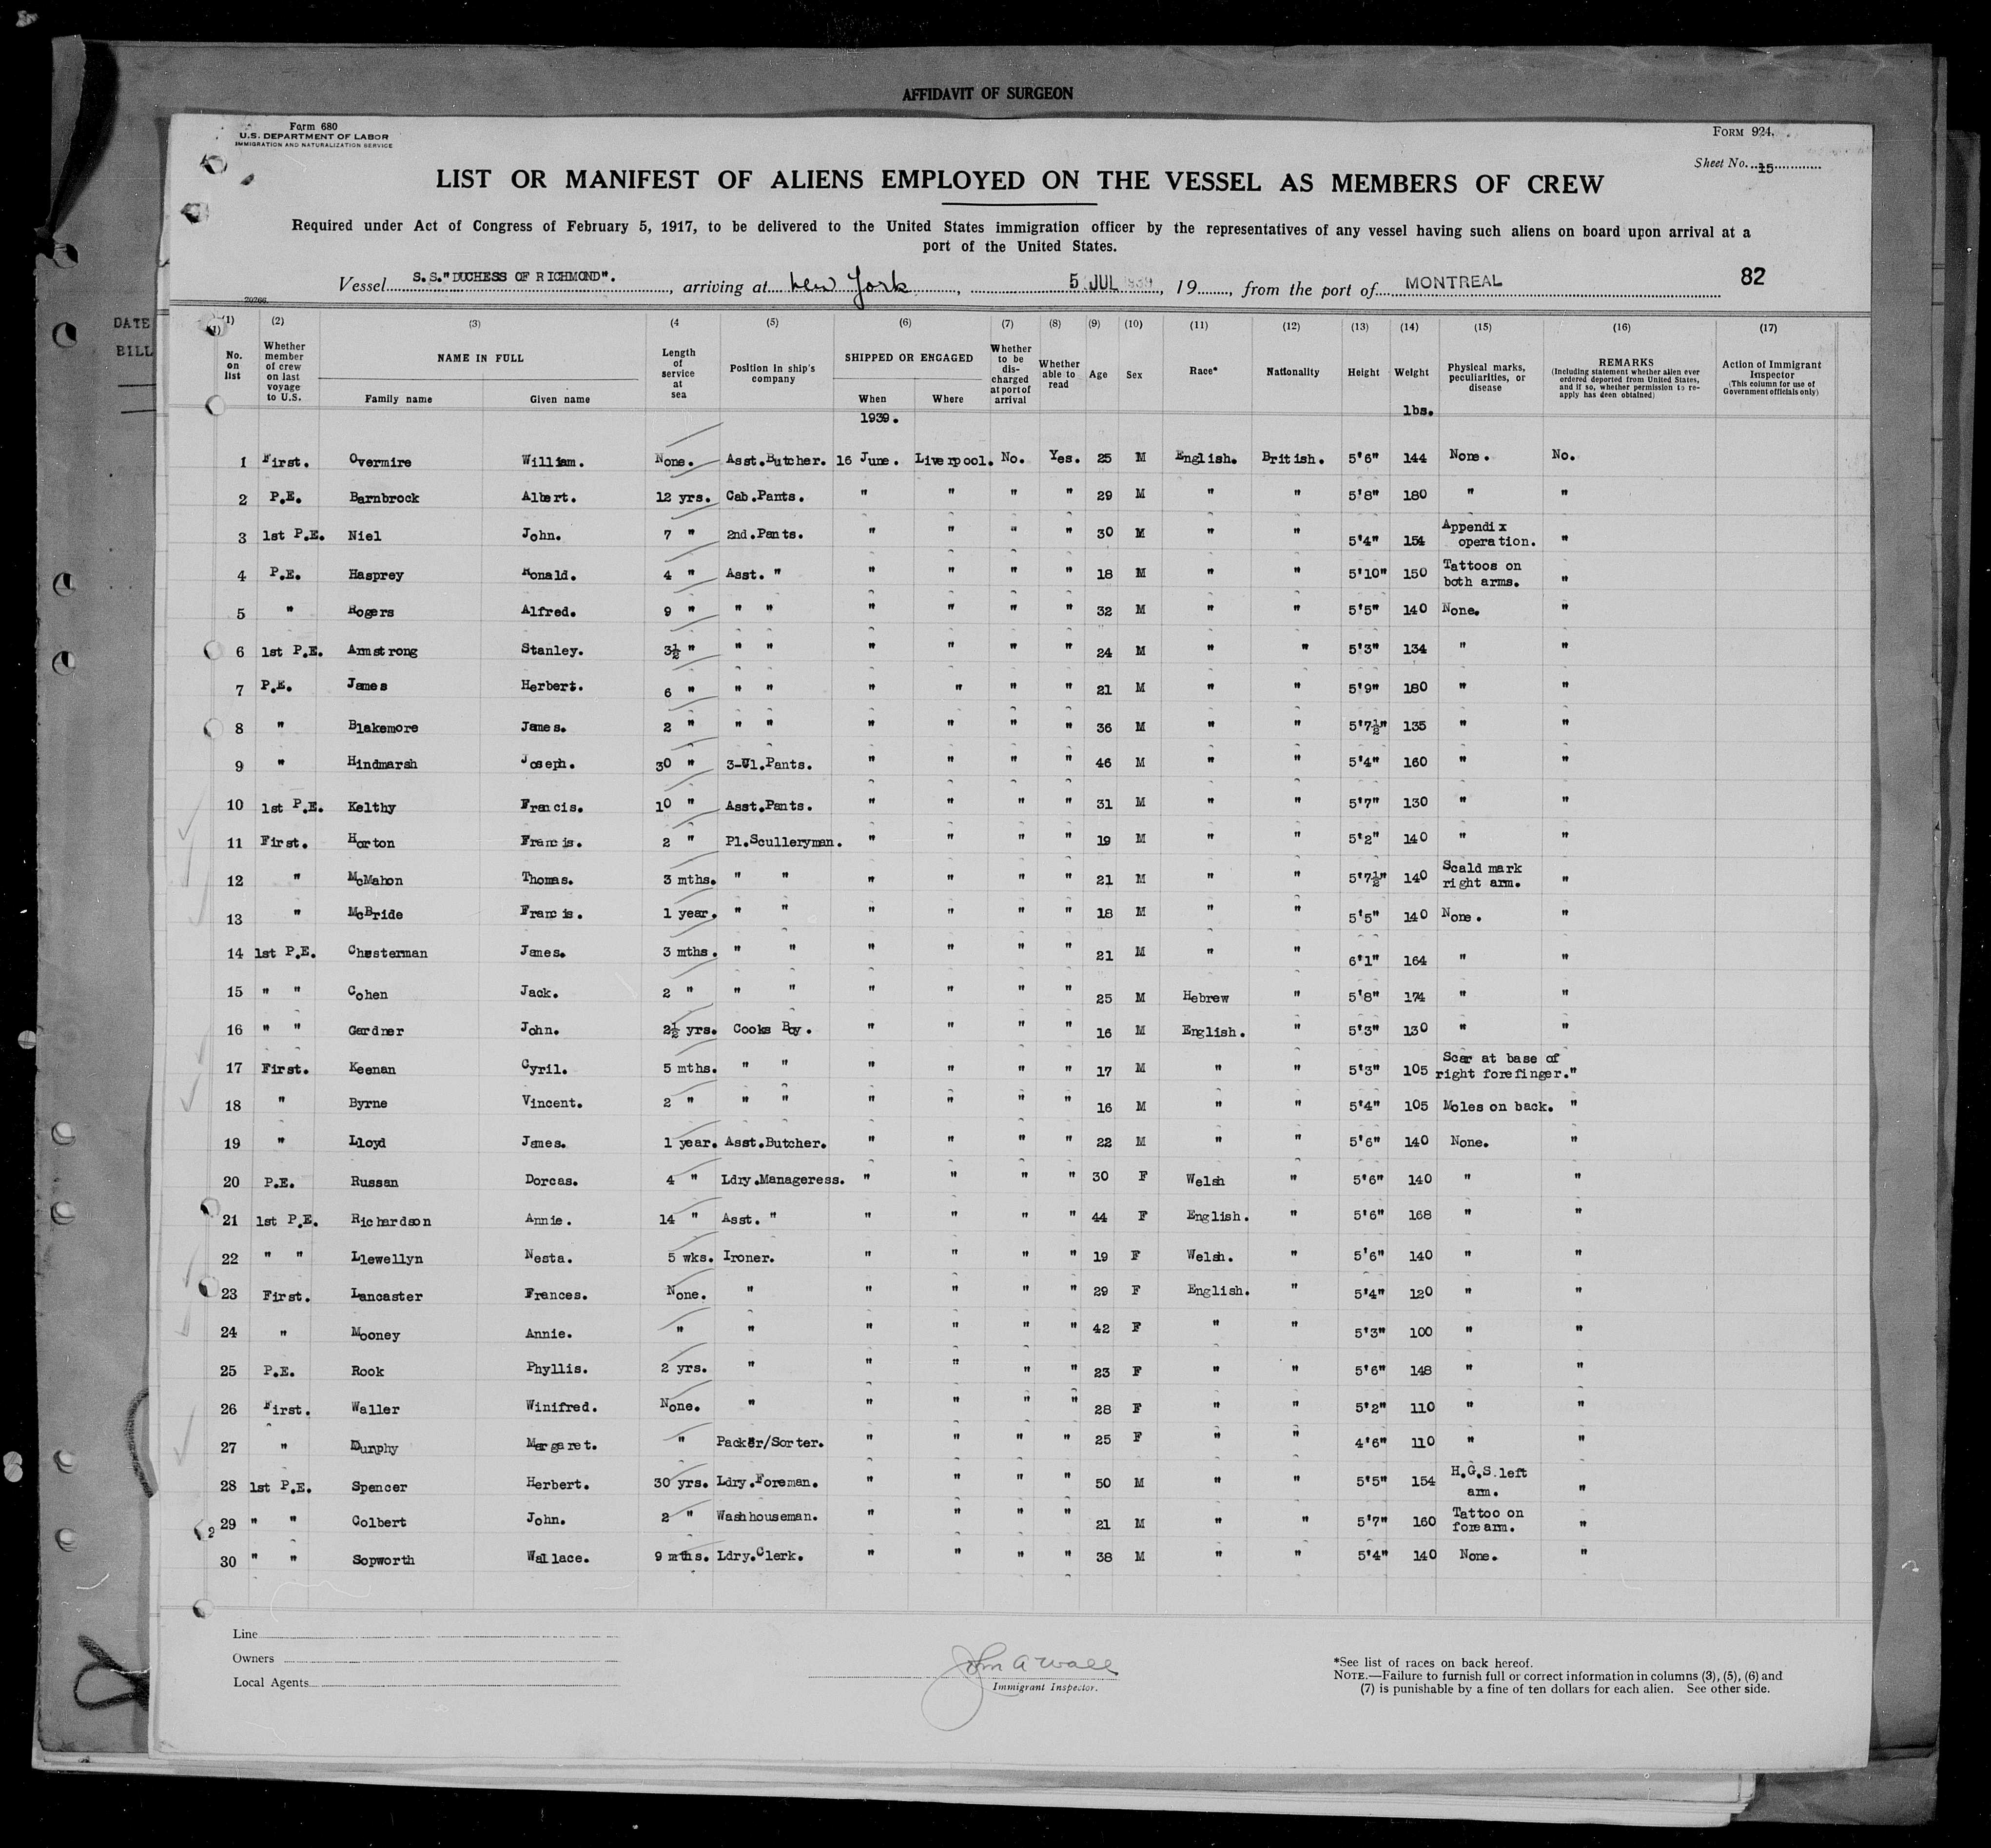 AFFIDAVIT OF SURGEON
Form 680
U.S. DEPARTMENT OF LABOR
IMMIGRATION AND NATURALIZATION SERVICE
FORM 924.
Sheet No. 15
LIST OR MANIFEST OF ALIENS EMPLOYED ON THE VESSEL AS MEMBERS OF CREW
Required under Act of Congress of February 5, 1917, to be delivered to the United States immigration officer by the representatives of any vessel having such aliens on board upon arrival at a
port of the United States.
Vessel S.S."DUCHESS OF RICHMOND"., arriving at New York, 5 JUL 1939, 19......, from the port of MONTREAL 82
DATE
BILL
(1) (2) (3) (4 (5) (6) (7) (8) (9) (10) (11) (12) (13) (14) (15) (16) (17)
No. on list | Whether member of crew on last voyage to U.S. | NAME IN FULL Family name Given name | Length of service at sea | Position in ship's company | SHIPPED OR ENGAGED When Where | Whether to be discharged at port of arrival | Whether able to read | Age | Sex | Race* | Nationality | Height | Weight | Physical marks, peculiarities, or disease | REMARKS (Including statement whether alien ever ordered deported from United States, and if so, whether permission to reapply has been obtained) | Action of Immigrant Inspector (This column for use of Government officials only)
1939. lbs.
1 First. Overmire William. None. Asst.Butcher. 16 June. Liverpool. No. Yes. 25 M English. British. 5'6" 144 None. No.
2 P.E. Barnbrock Albert. 12 yrs. Cab.Pants. " " " " 29 M " " 5'8" 180 " "
3 1st P.E. Niel John. 7 " 2nd.Pants. " " " " 30 M " " 5'4" 154 Appendix operation. "
4 P.E. Hasprey Ronald. 4 " Asst. " " " " " 18 M " " 5'10" 150 Tattoos on both arms. "
5 " Rogers Alfred. 9 " " " " " " " 32 M " " 5'5" 140 None. "
6 1st P.E. Armstrong Stanley. 3½ " " " " " " " 24 M " " 5'3" 134 " "
7 P.E. James Herbert. 6 " " " " " " " 21 M " " 5'9" 180 " "
8 " Blakemore James. 2 " " " " " " " 36 M " " 5'7½" 135 " "
9 " Hindmarsh Joseph. 30 " 3-Cl.Pants. " " " " 46 M " " 5'4" 160 " "
10 1st P.E. Kelthy Francis. 10 " Asst.Pants. " " " " 31 M " " 5'7" 130 " "
11 First. Horton Francis. 2 " Pl.Sculleryman. " " " " 19 M " " 5'2" 140 " "
12 " McMahon Thomas. 3 mths. " " " " " " 21 M " " 5'7½" 140 Scald mark right arm. "
13 " McBride Francis. 1 year. " " " " " " 18 M " " 5'5" 140 None. "
14 1st P.E. Chesterman James. 3 mths. " " " " " " 21 M " " 6'1" 164 " "
15 " " Cohen Jack. 2 " " " " " " " 25 M Hebrew " 5'8" 174 " "
16 " " Gardner John. 2½ yrs. Cooks Boy. " " " " 16 M English. " 5'3" 130 " "
17 First. Keenan Cyril. 5 mths. " " " " " " 17 M " " 5'3" 105 Scar at base of right forefinger. "
18 " Byrne Vincent. 2 " " " " " " " 16 M " " 5'4" 105 Moles on back. "
19 " Lloyd James. 1 year. Asst.Butcher. " " " " 22 M " " 5'6" 140 None. "
20 P.E. Russan Dorcas. 4 " Ldry.Manageress. " " " " 30 F Welsh " 5'6" 140 " "
21 1st P.E. Richardson Annie. 14 " Asst. " " " " " 44 F English. " 5'6" 168 " "
22 " " Llewellyn Nesta. 5 wks. Ironer. " " " " 19 F Welsh. " 5'6" 140 " "
23 First. Lancaster Frances. None. " " " " " 29 F English. " 5'4" 120 " "
24 " Mooney Annie. " " " " " " 42 F " " 5'3" 100 " "
25 P.E. Rook Phyllis. 2 yrs. " " " " " 23 F " " 5'6" 148 " "
26 First. Waller Winifred. None. " " " " " 28 F " " 5'2" 110 " "
27 " Dunphy Margaret. " Packer/Sorter. " " " " 25 F " " 4'6" 110 " "
28 1st P.E. Spencer Herbert. 30 yrs. Ldry.Foreman. " " " " 50 M " " 5'5" 154 H.G.S. left arm. "
29 " " Colbert John. 2 " Washhouseman. " " " " 21 M " " 5'7" 160 Tattoo on forearm. "
30 " " Sopworth Wallace. 9 mths. Ldry.Clerk. " " " " 38 M " " 5'4" 140 None. "
Line
Owners
Local Agents
John A Wall
Immigrant Inspector.
*See list of races on back hereof.
NOTE.—Failure to furnish full or correct information in columns (3), (5), (6) and
(7) is punishable by a fine of ten dollars for each alien. See other side.